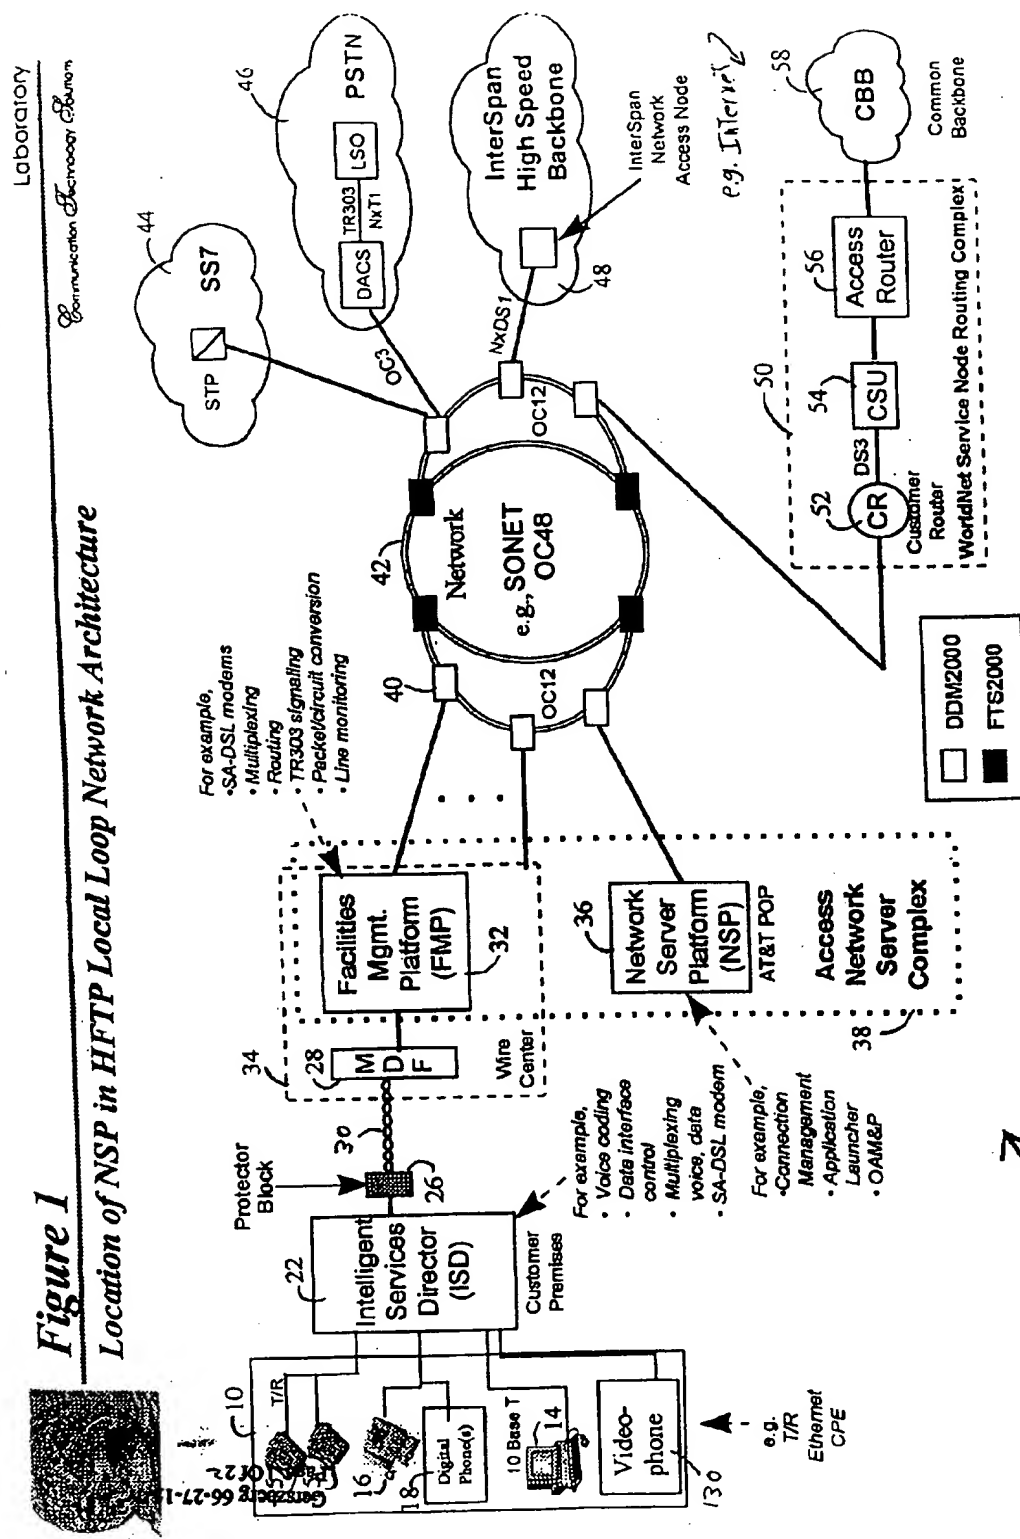 Laboratory
Communication Technology Sciences
Figure 1
Location of NSP in HFTP Local Loop Network Architecture
Gerszberg 66-27-1
10
T/R
15
16
18
Digital
Phone(s)
10 Base T
14
Video-
phone
130
e.g.
T/R
Ethernet
CPE
22
Intelligent
Services
Director
(ISD)
Customer
Premises
Protector
Block
26
30
For example,
• Voice coding
• Data interface
control
• Multiplexing
voice, data
• SA-DSL modem
34
28
M
D
F
Wire
Center
Facilities
Mgmt.
Platform
(FMP)
32
For example,
•SA-DSL modems
• Multiplexing
• Routing
• TR303 signaling
• Packet/circuit conversion
• Line monitoring
36
Network
Server
Platform
(NSP)
AT&T POP
For example,
•Connection
Management
• Application
Launcher
• OAM&P
Access
Network
Server
Complex
38
40
42
Network
e.g., SONET
OC48
OC12
OC12
44
SS7
STP
46
PSTN
LSO
TR303
NxT1
DACS
OC3
InterSpan
High Speed
Backbone
48
NxDS1
InterSpan
Network
Access Node
e.g. Internet
58
CBB
Common
Backbone
50
56
Access
Router
54
CSU
DS3
52
CR
Customer
Router
WorldNet Service Node Routing Complex
DDM2000
FTS2000